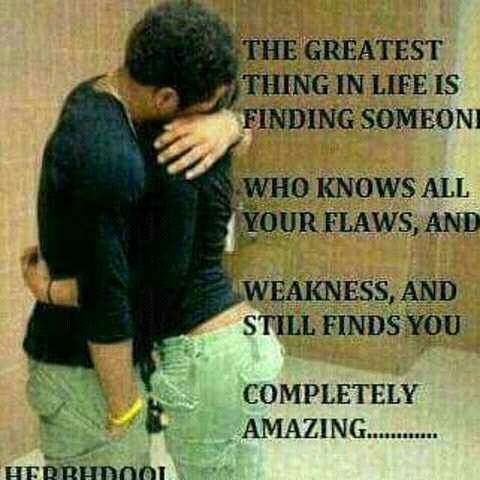 THE GREATEST
THING IN LIFE IS
FINDING SOMEONE
WHO KNOWS ALL
YOUR FLAWS, AND
WEAKNESS, AND
STILL FINDS YOU
COMPLETELY
AMAZING............
HERBHDOOL